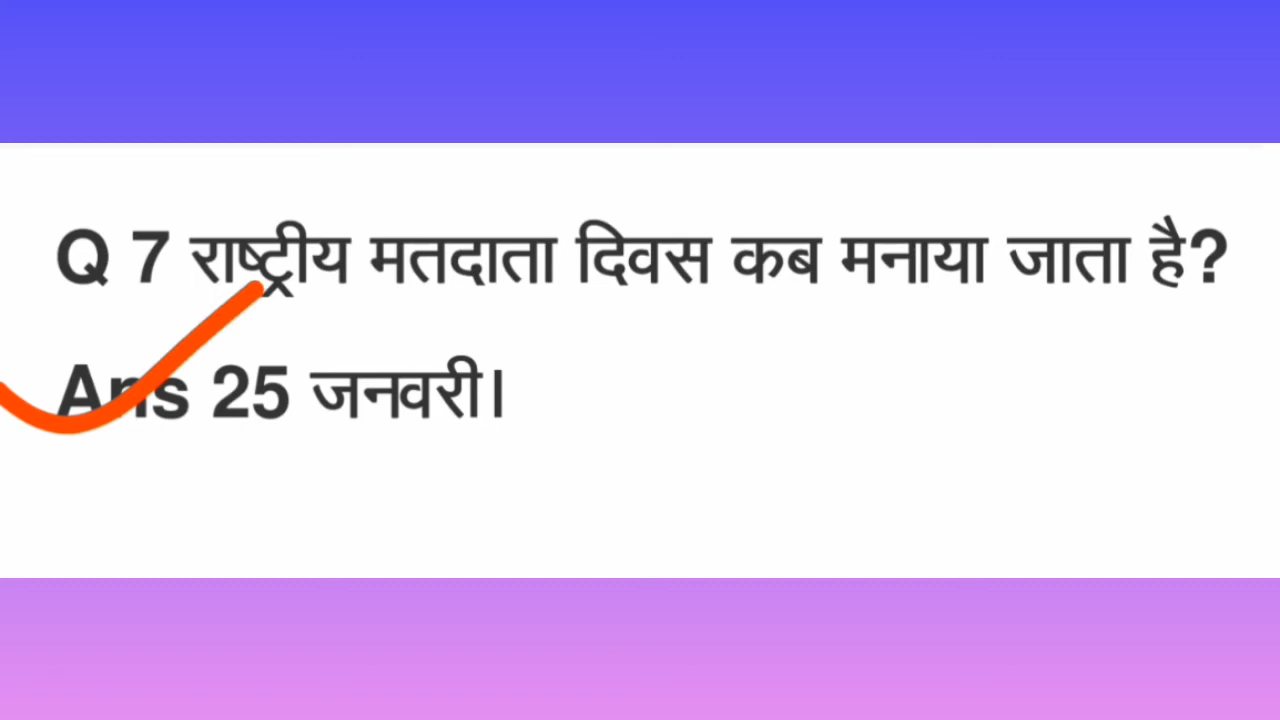 Q 7 राष्ट्रीय मतदाता दिवस कब मनाया जाता है?
Ans 25 जनवरी।